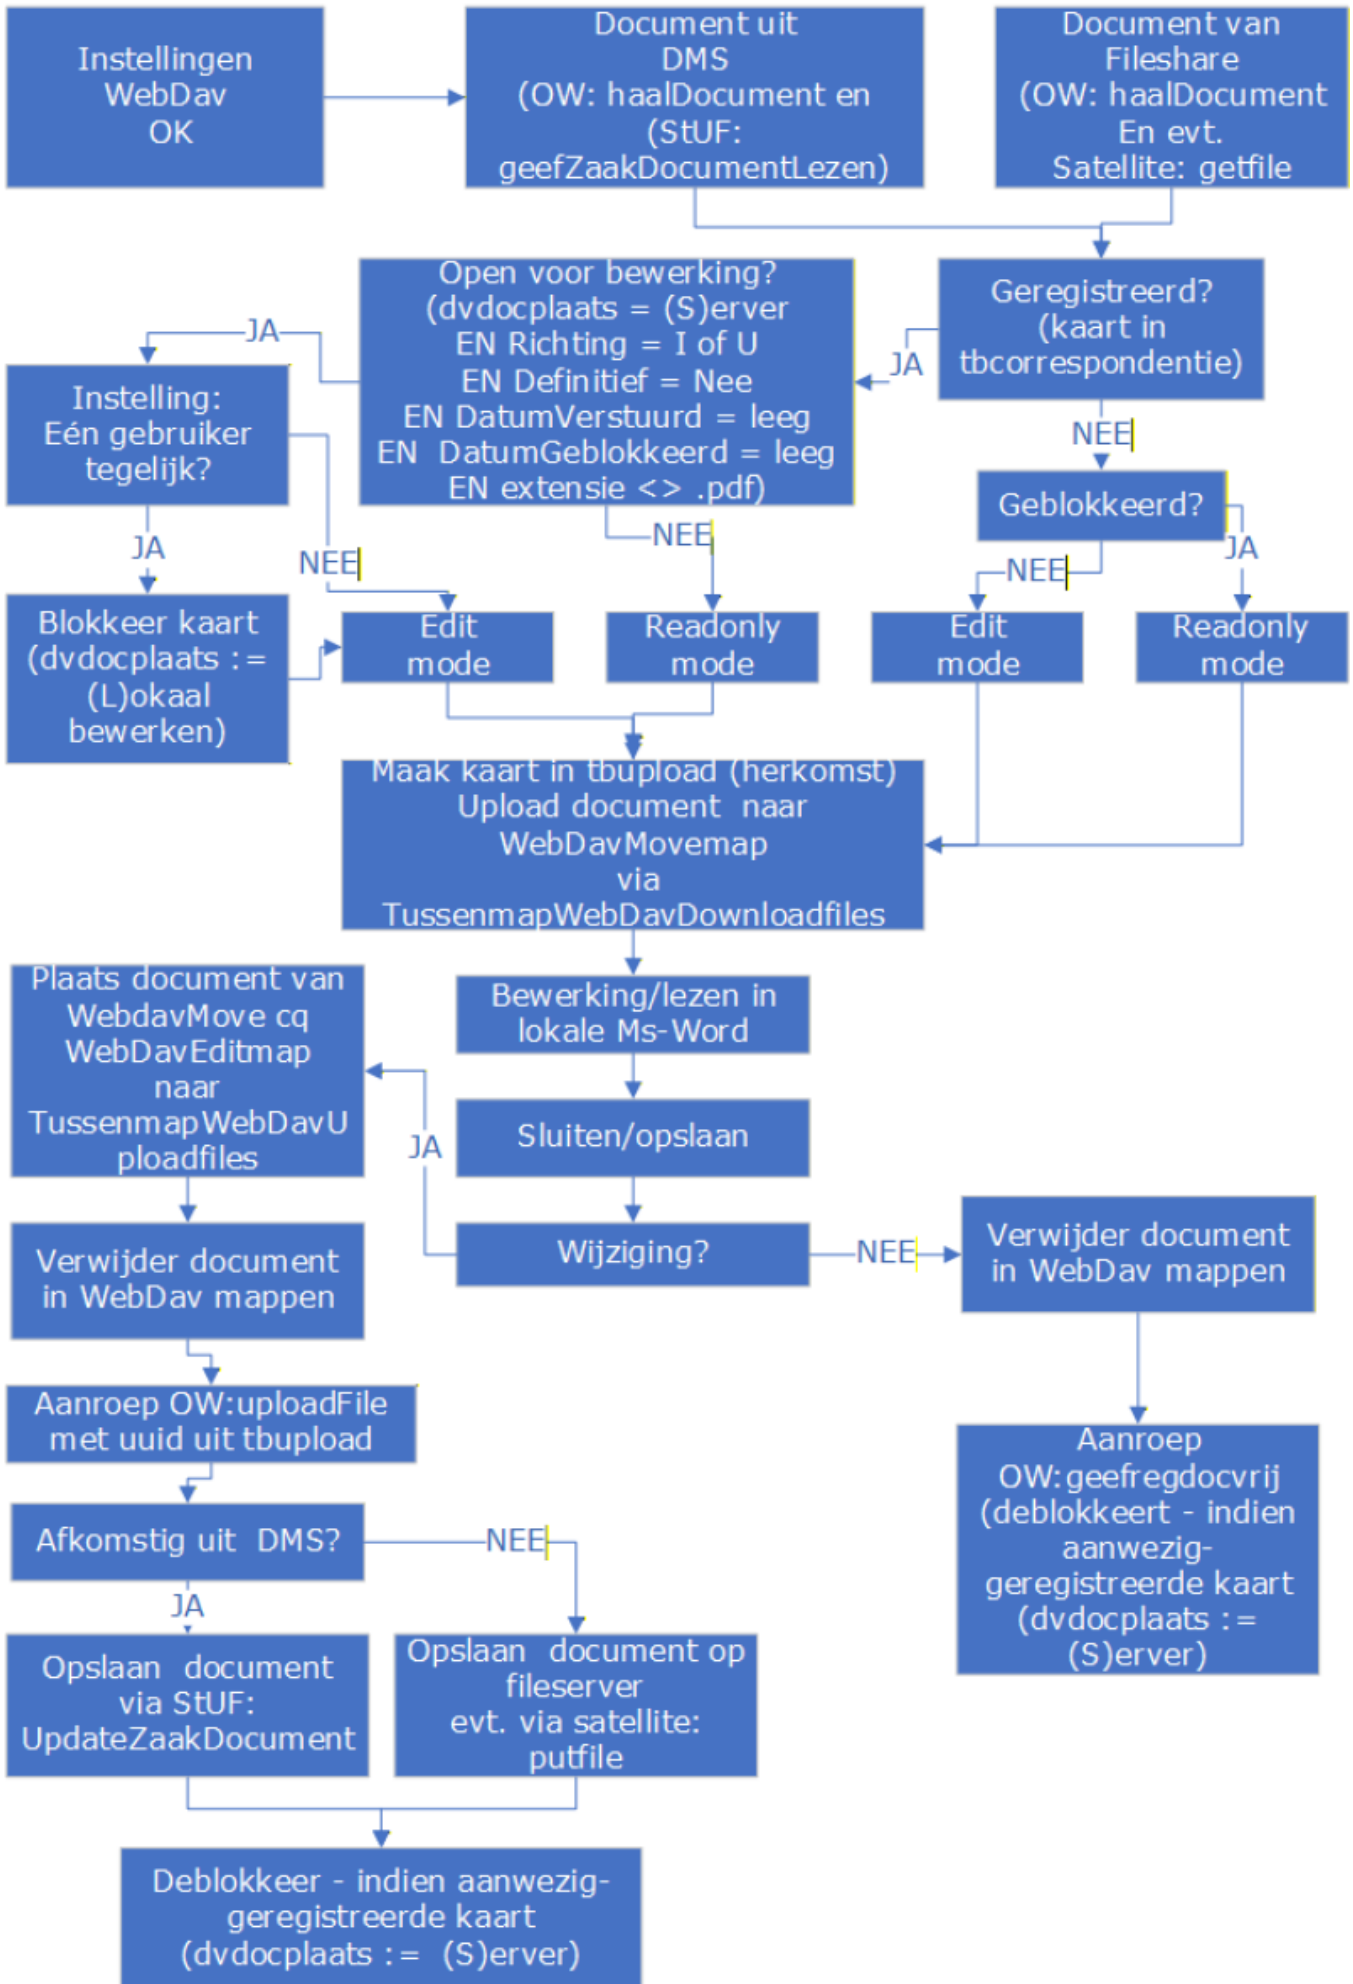 Instellingen
WebDav
OK
Document uit
DMS
(OW: haalDocument en
(StUF:
geefZaakDocumentLezen)
Document van
Fileshare
(OW: haalDocument
En evt.
Satellite: getfile
Geregistreerd?
(kaart in
tbcorrespondentie)
JA
NEE
Open voor bewerking?
(dvdocplaats = (S)erver
EN Richting = I of U
EN Definitief = Nee
EN DatumVerstuurd = leeg
EN  DatumGeblokkeerd = leeg
EN extensie <> .pdf)
JA
NEE
Instelling:
Eén gebruiker
tegelijk?
JA
NEE
Geblokkeerd?
NEE
JA
Blokkeer kaart
(dvdocplaats :=
(L)okaal
bewerken)
Edit
mode
Readonly
mode
Edit
mode
Readonly
mode
Maak kaart in tbupload (herkomst)
Upload document  naar
WebDavMovemap
via
TussenmapWebDavDownloadfiles
Bewerking/lezen in
lokale Ms-Word
Sluiten/opslaan
Wijziging?
JA
NEE
Plaats document van
WebdavMove cq
WebDavEditmap
naar
TussenmapWebDavU
ploadfiles
Verwijder document
in WebDav mappen
Verwijder document
in WebDav mappen
Aanroep OW:uploadFile
met uuid uit tbupload
Aanroep
OW:geefregdocvrij
(deblokkeert - indien
aanwezig-
geregistreerde kaart
(dvdocplaats :=
(S)erver)
Afkomstig uit  DMS?
NEE
JA
Opslaan  document
via StUF:
UpdateZaakDocument
Opslaan  document op
fileserver
evt. via satellite:
putfile
Deblokkeer - indien aanwezig-
geregistreerde kaart
(dvdocplaats :=  (S)erver)